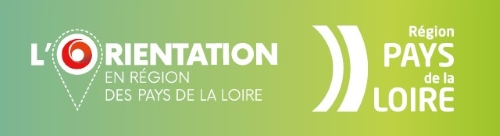 L'ORIENTATION
EN RÉGION
DES PAYS DE LA LOIRE
Région
PAYS
de la
LOIRE